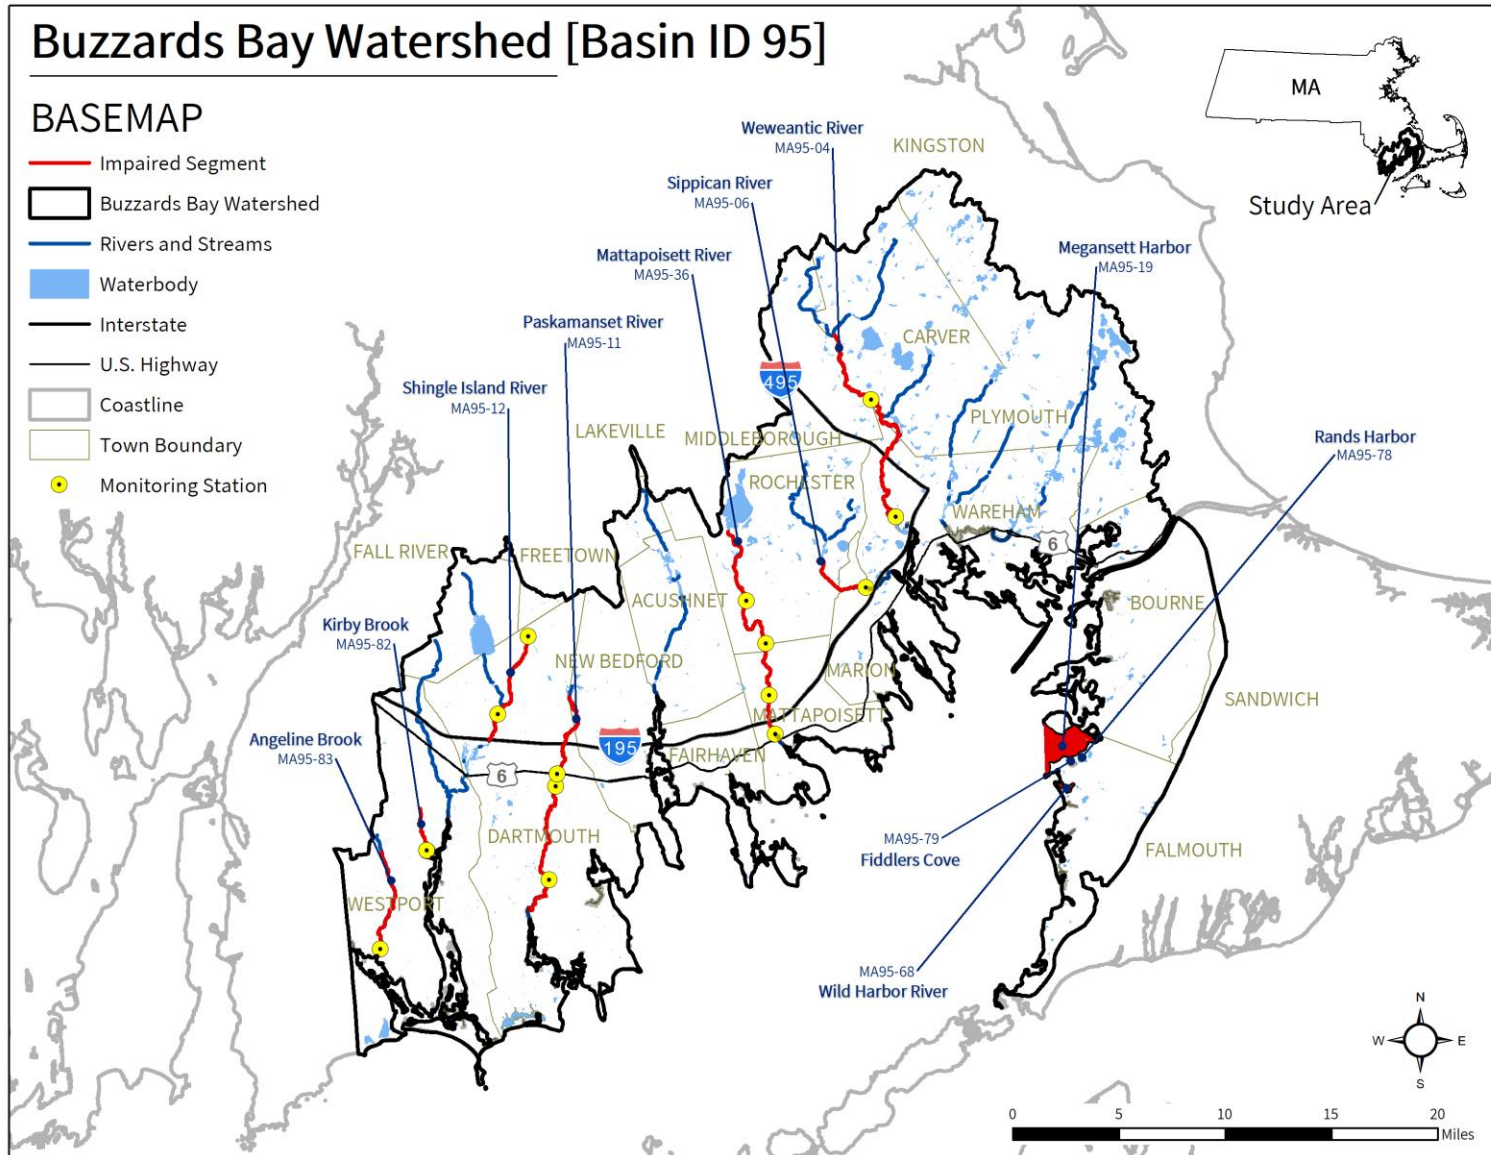 Buzzards Bay Watershed [Basin ID 95]
BASEMAP
Impaired Segment
Buzzards Bay Watershed
Rivers and Streams
Waterbody
Interstate
U.S. Highway
Coastline
Town Boundary
Monitoring Station
MA
Study Area
Weweantic River
MA95-04
KINGSTON
Sippican River
MA95-06
Mattapoisett River
MA95-36
Megansett Harbor
MA95-19
Paskamanset River
MA95-11
CARVER
495
Shingle Island River
MA95-12
PLYMOUTH
LAKEVILLE
MIDDLEBOROUGH
Rands Harbor
MA95-78
ROCHESTER
WAREHAM
6
FALL RIVER
FREETOWN
ACUSHNET
BOURNE
Kirby Brook
MA95-82
NEW BEDFORD
MARION
SANDWICH
MATTAPOISETT
Angeline Brook
MA95-83
195
FAIRHAVEN
6
DARTMOUTH
MA95-79
Fiddlers Cove
FALMOUTH
WESTPORT
MA95-68
Wild Harbor River
N
W
E
S
0 5 10 15 20
Miles